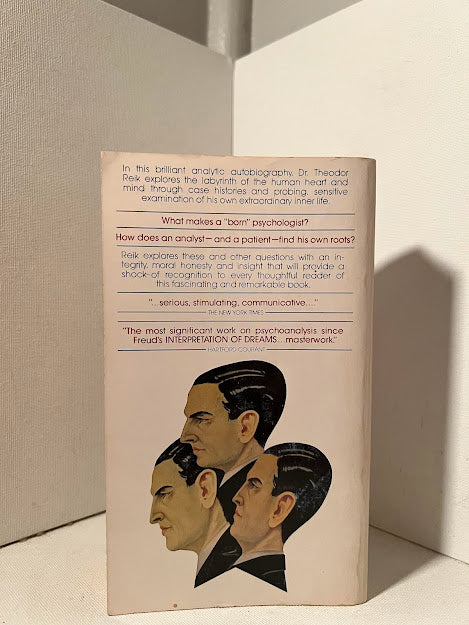 In this brilliant analytic autobiography, Dr. Theodor
Reik explores the labyrinth of the human heart and
mind through case histories and probing, sensitive
examination of his own extraordinary inner life.
What makes a "born" psychologist?
How does an analyst—and a patient—find his own roots?
Reik explores these and other questions with an in-
tegrity, moral honesty and insight that will provide a
shock-of recognition to every thoughtful reader of
this fascinating and remarkable book.
"...serious, stimulating, communicative...."
THE NEW YORK TIMES
"The most significant work on psychoanalysis since
Freud's INTERPRETATION OF DREAMS...masterwork."
HARTFORD COURANT